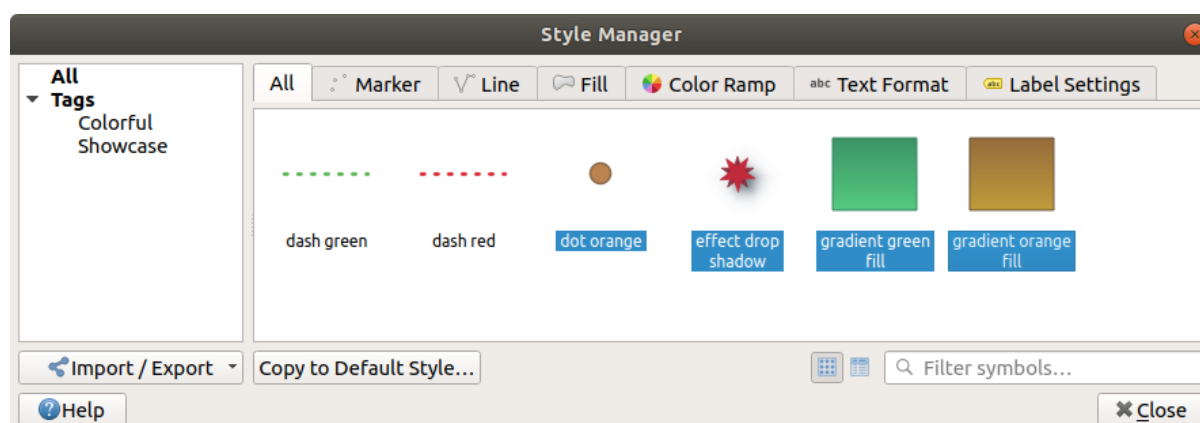 Style Manager
All
Tags
Colorful
Showcase
All
Marker
Line
Fill
Color Ramp
abc Text Format
abc Label Settings
dash green
dash red
dot orange
effect drop
shadow
gradient green
fill
gradient orange
fill
Import / Export
Copy to Default Style...
Filter symbols...
?Help
Close